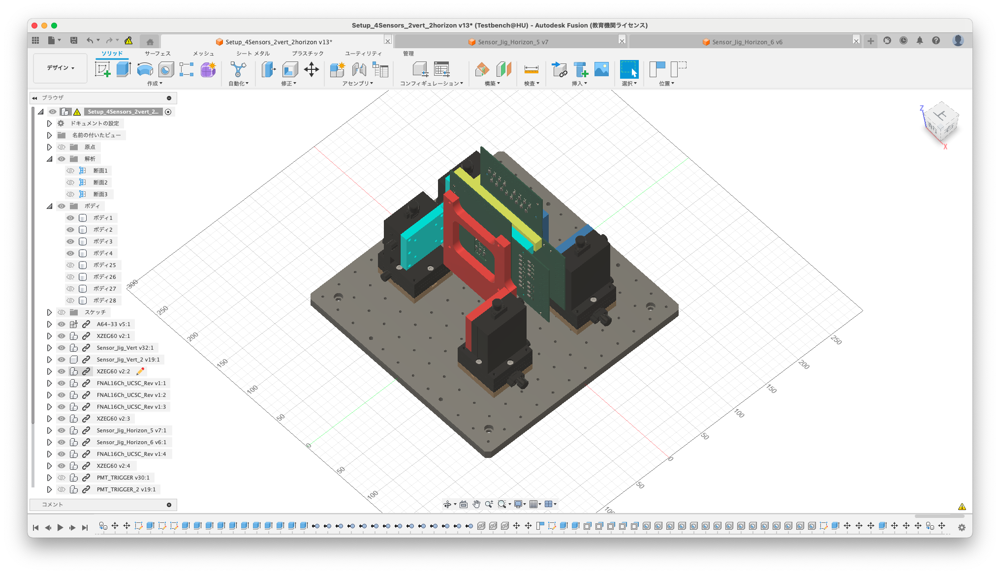 Setup_4Sensors_2vert_2horizon v13* (Testbench@HU) - Autodesk Fusion (教育機関ライセンス)
Setup_4Sensors_2vert_2horizon v13*
Sensor_Jig_Horizon_5 v7
Sensor_Jig_Horizon_6 v6
デザイン
ソリッド
サーフェス
メッシュ
シート メタル
プラスチック
ユーティリティ
管理
作成
自動化
修正
アセンブリ
コンフィギュレーション
構築
検査
挿入
選択
位置
ブラウザ
Setup_4Sensors_2vert_2...
ドキュメントの設定
名前の付いたビュー
原点
解析
断面1
断面2
断面3
ボディ
ボディ1
ボディ2
ボディ3
ボディ4
ボディ25
ボディ26
ボディ27
ボディ28
スケッチ
A64-33 v5:1
XZEG60 v2:1
Sensor_Jig_Vert v32:1
Sensor_Jig_Vert_2 v19:1
XZEG60 v2:2
FNAL16Ch_UCSC_Rev v1:1
FNAL16Ch_UCSC_Rev v1:2
FNAL16Ch_UCSC_Rev v1:3
XZEG60 v2:3
Sensor_Jig_Horizon_5 v7:1
Sensor_Jig_Horizon_6 v6:1
FNAL16Ch_UCSC_Rev v1:4
XZEG60 v2:4
PMT_TRIGGER v30:1
PMT_TRIGGER_2 v19:1
コメント
Z
上
右
X
300
250
200
150
100
50
0
50
100
250
200
150
100
50
0
50
100